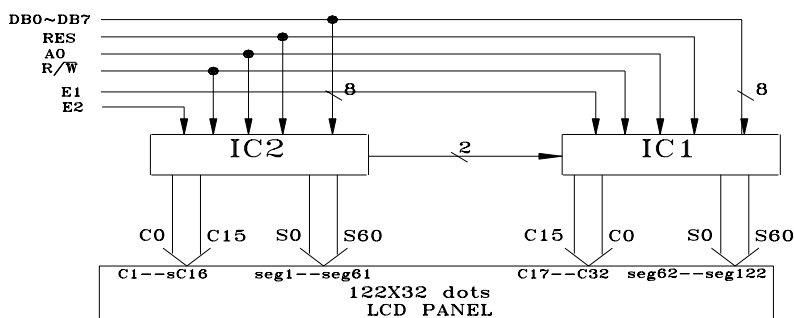 DB0~DB7
RES
A0
R/W̅
E1
E2
8
8
IC2
2
IC1
C0
C15
S0
S60
C15
C0
S0
S60
C1--sC16
seg1--seg61
C17--C32
seg62--seg122
122X32 dots
LCD PANEL